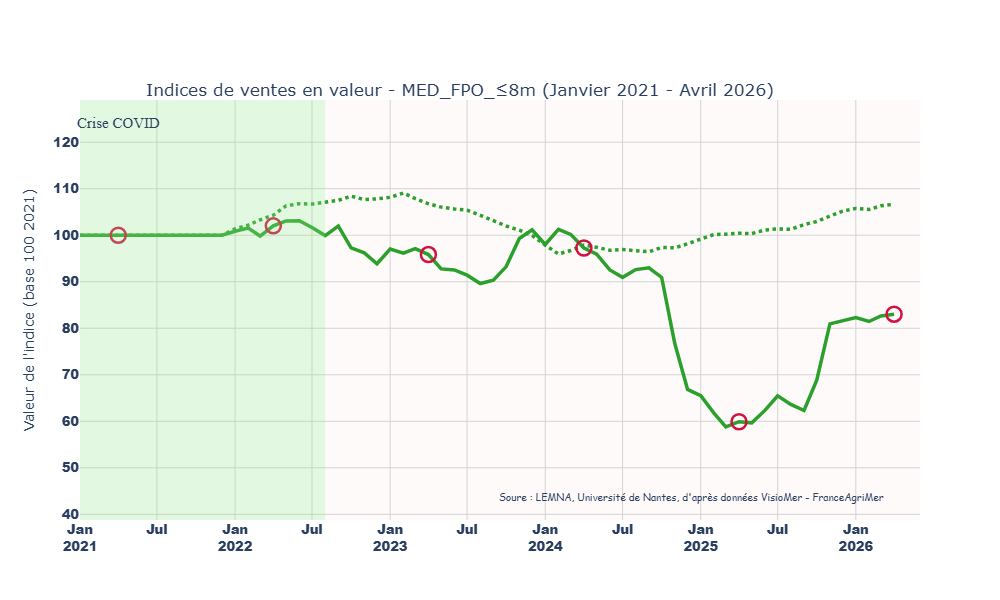 Indices de ventes en valeur - MED_FPO_≤8m (Janvier 2021 - Avril 2026)
Crise COVID
Valeur de l'indice (base 100 2021)
120
110
100
90
80
70
60
50
40
Soure : LEMNA, Université de Nantes, d'après données VisioMer - FranceAgriMer
Jan Jul Jan Jul Jan Jul Jan Jul Jan Jul Jan
2021 2022 2023 2024 2025 2026